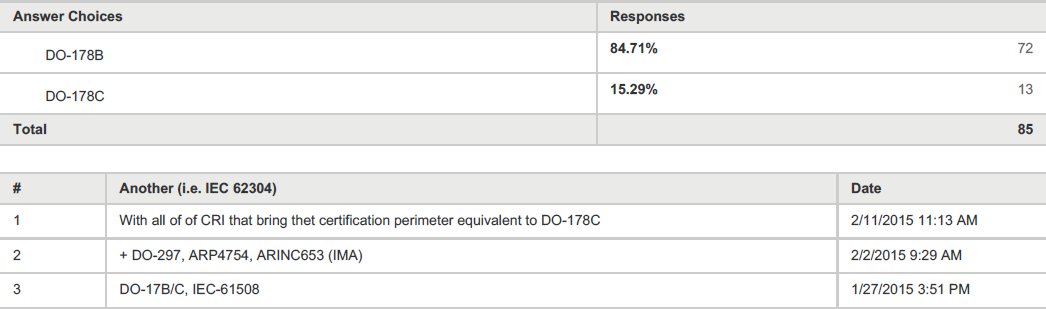 Answer Choices Responses
DO-178B 84.71% 72
DO-178C 15.29% 13
Total 85
# Another (i.e. IEC 62304) Date
1 With all of of CRI that bring thet certification perimeter equivalent to DO-178C 2/11/2015 11:13 AM
2 + DO-297, ARP4754, ARINC653 (IMA) 2/2/2015 9:29 AM
3 DO-17B/C, IEC-61508 1/27/2015 3:51 PM